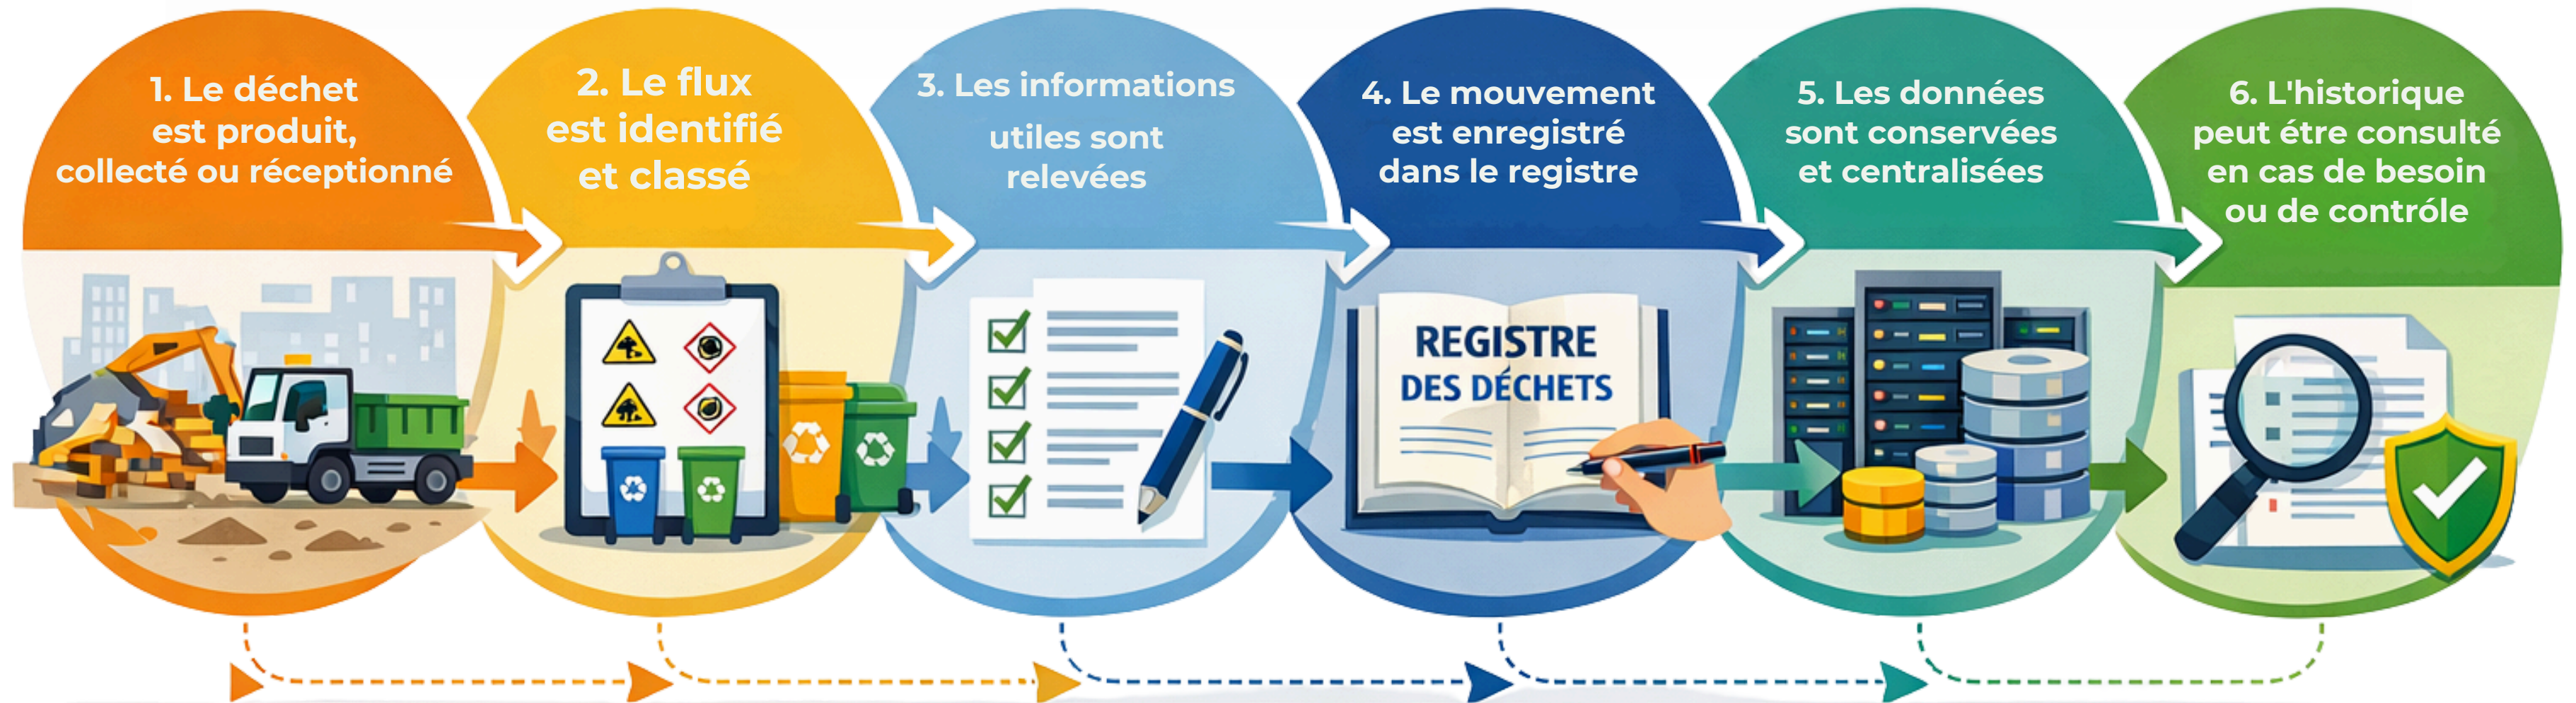 1. Le déchet
est produit,
collecté ou réceptionné
2. Le flux
est identifié
et classé
3. Les informations
utiles sont
relevées
4. Le mouvement
est enregistré
dans le registre
5. Les données
sont conservées
et centralisées
6. L'historique
peut étre consulté
en cas de besoin
ou de contróle
REGISTRE
DES DÉCHETS